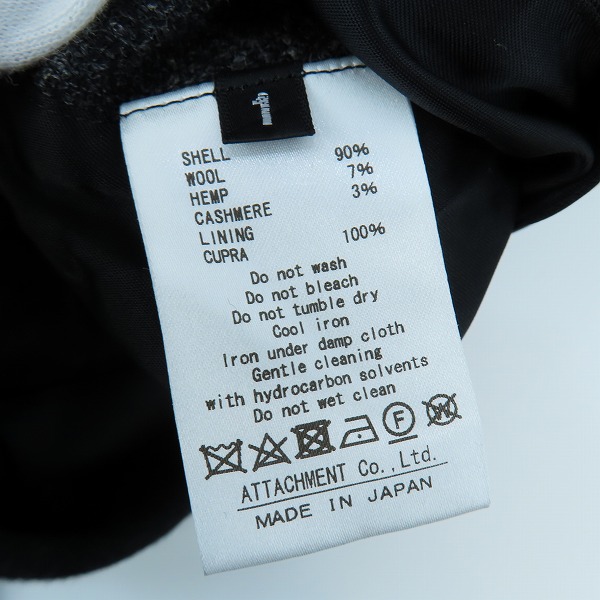 1
SHELL 90%
WOOL 7%
HEMP 3%
CASHMERE
LINING 100%
CUPRA
Do not wash
Do not bleach
Do not tumble dry
Cool iron
Iron under damp cloth
Gentle cleaning
with hydrocarbon solvents
Do not wet clean
F W
ATTACHMENT Co.,Ltd.
MADE IN JAPAN